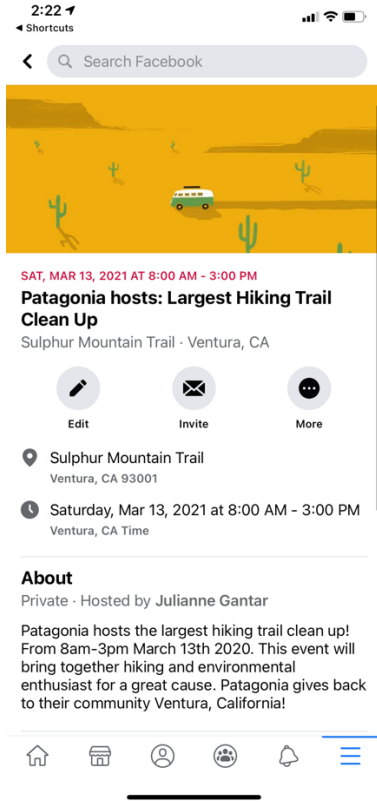 2:22
Shortcuts
Search Facebook
SAT, MAR 13, 2021 AT 8:00 AM - 3:00 PM
Patagonia hosts: Largest Hiking Trail
Clean Up
Sulphur Mountain Trail · Ventura, CA
Edit
Invite
More
Sulphur Mountain Trail
Ventura, CA 93001
Saturday, Mar 13, 2021 at 8:00 AM - 3:00 PM
Ventura, CA Time
About
Private · Hosted by Julianne Gantar
Patagonia hosts the largest hiking trail clean up!
From 8am-3pm March 13th 2020. This event will
bring together hiking and environmental
enthusiast for a great cause. Patagonia gives back
to their community Ventura, California!